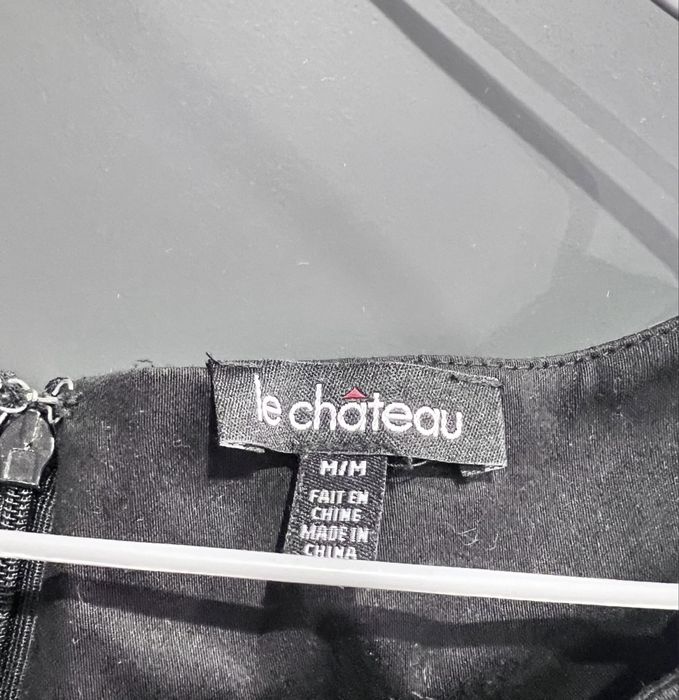 le château
M/M
FAIT EN
CHINE
MADE IN
CHINA